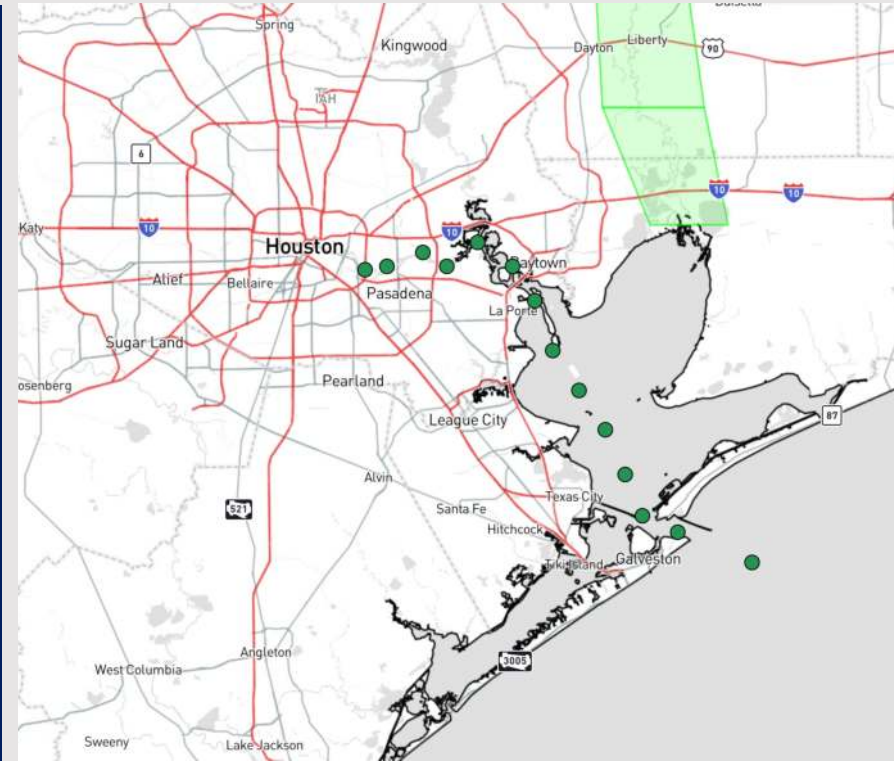 Spring
Kingwood
Dayton
Liberty
90
IAH
6
10
Katy
10
Houston
10
10
Alief
Bellaire
Baytown
Pasadena
La Porte
Sugar Land
Pearland
osenberg
League City
87
Alvin
Texas City
521
Santa Fe
Hitchcock
Tiki Island
Galveston
Angleton
3005
West Columbia
Sweeny
Lake Jackson